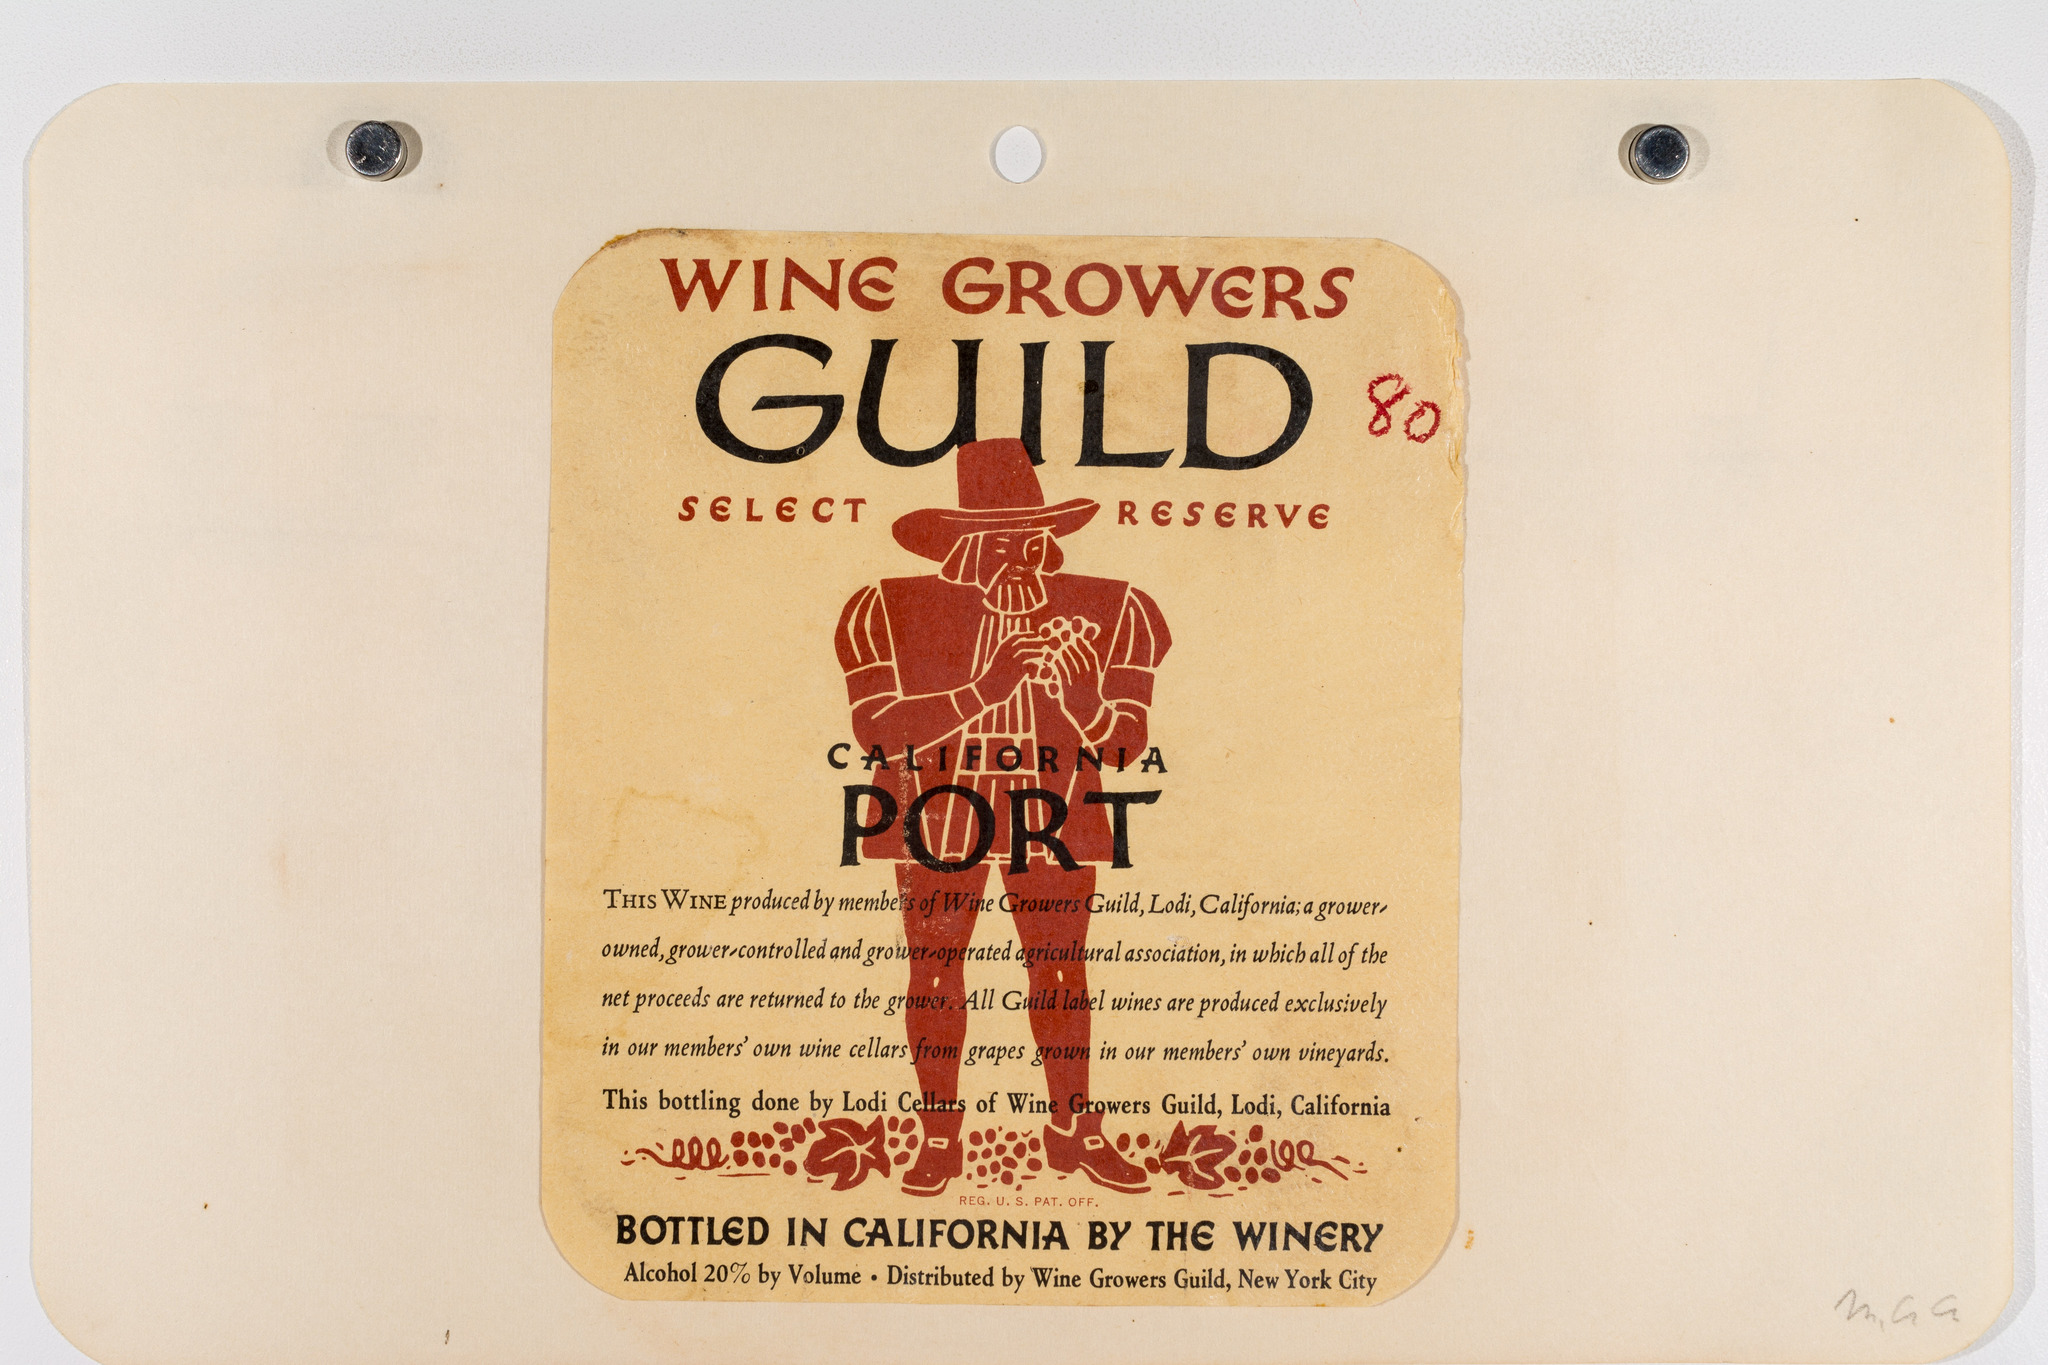 WINE GROWERS
GUILD
80
SELECT RESERVE
CALIFORNIA
PORT
THIS WINE produced by members of Wine Growers Guild, Lodi, California; a grower-
owned, grower-controlled and grower-operated agricultural association, in which all of the
net proceeds are returned to the grower. All Guild label wines are produced exclusively
in our members' own wine cellars from grapes grown in our members' own vineyards.
This bottling done by Lodi Cellars of Wine Growers Guild, Lodi, California
REG. U. S. PAT. OFF.
BOTTLED IN CALIFORNIA BY THE WINERY
Alcohol 20% by Volume • Distributed by Wine Growers Guild, New York City